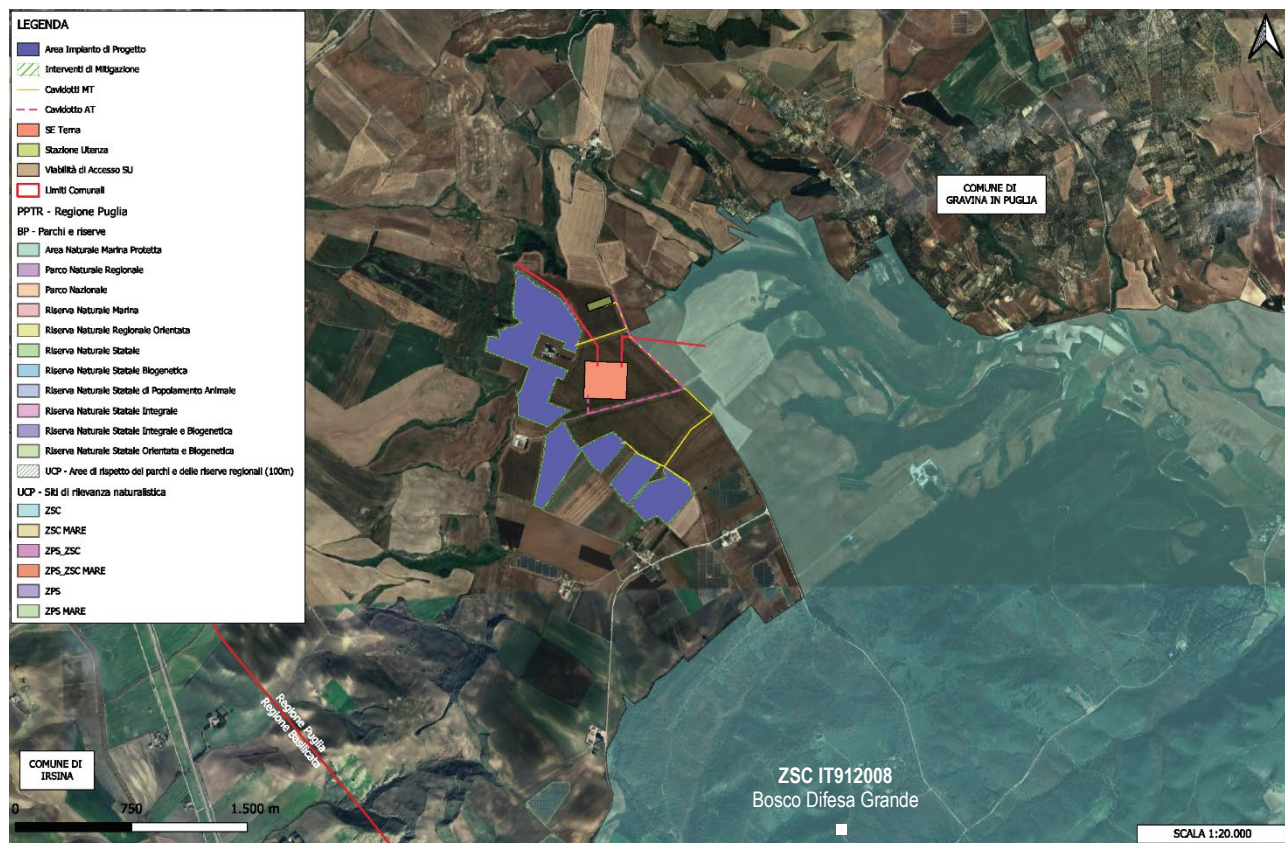 LEGENDA
Area Impianto di Progetto
Interventi di Mitigazione
Cavidotti MT
Cavidotto AT
SE Terna
Stazione Utenza
Viabilità di Accesso SU
Limiti Comunali
PPTR - Regione Puglia
BP - Parchi e riserve
Area Naturale Marina Protetta
Parco Naturale Regionale
Parco Nazionale
Riserva Naturale Marina
Riserva Naturale Regionale Orientata
Riserva Naturale Statale
Riserva Naturale Statale Biogenetica
Riserva Naturale Statale di Popolamento Animale
Riserva Naturale Statale Integrale
Riserva Naturale Statale Integrale e Biogenetica
Riserva Naturale Statale Orientata e Biogenetica
UCP - Aree di rispetto dei parchi e delle riserve regionali (100m)
UCP - Siti di rilevanza naturalistica
ZSC
ZSC MARE
ZPS_ZSC
ZPS_ZSC MARE
ZPS
ZPS MARE
COMUNE DI
GRAVINA IN PUGLIA
Regione Puglia
Regione Basilicata
COMUNE DI
IRSINA
0 750 1.500 m
ZSC IT912008
Bosco Difesa Grande
SCALA 1:20.000